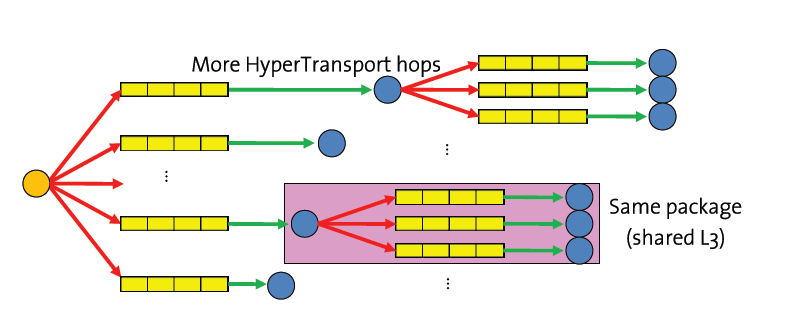 More HyperTransport hops
⋮
⋮
Same package
(shared L3)
⋮